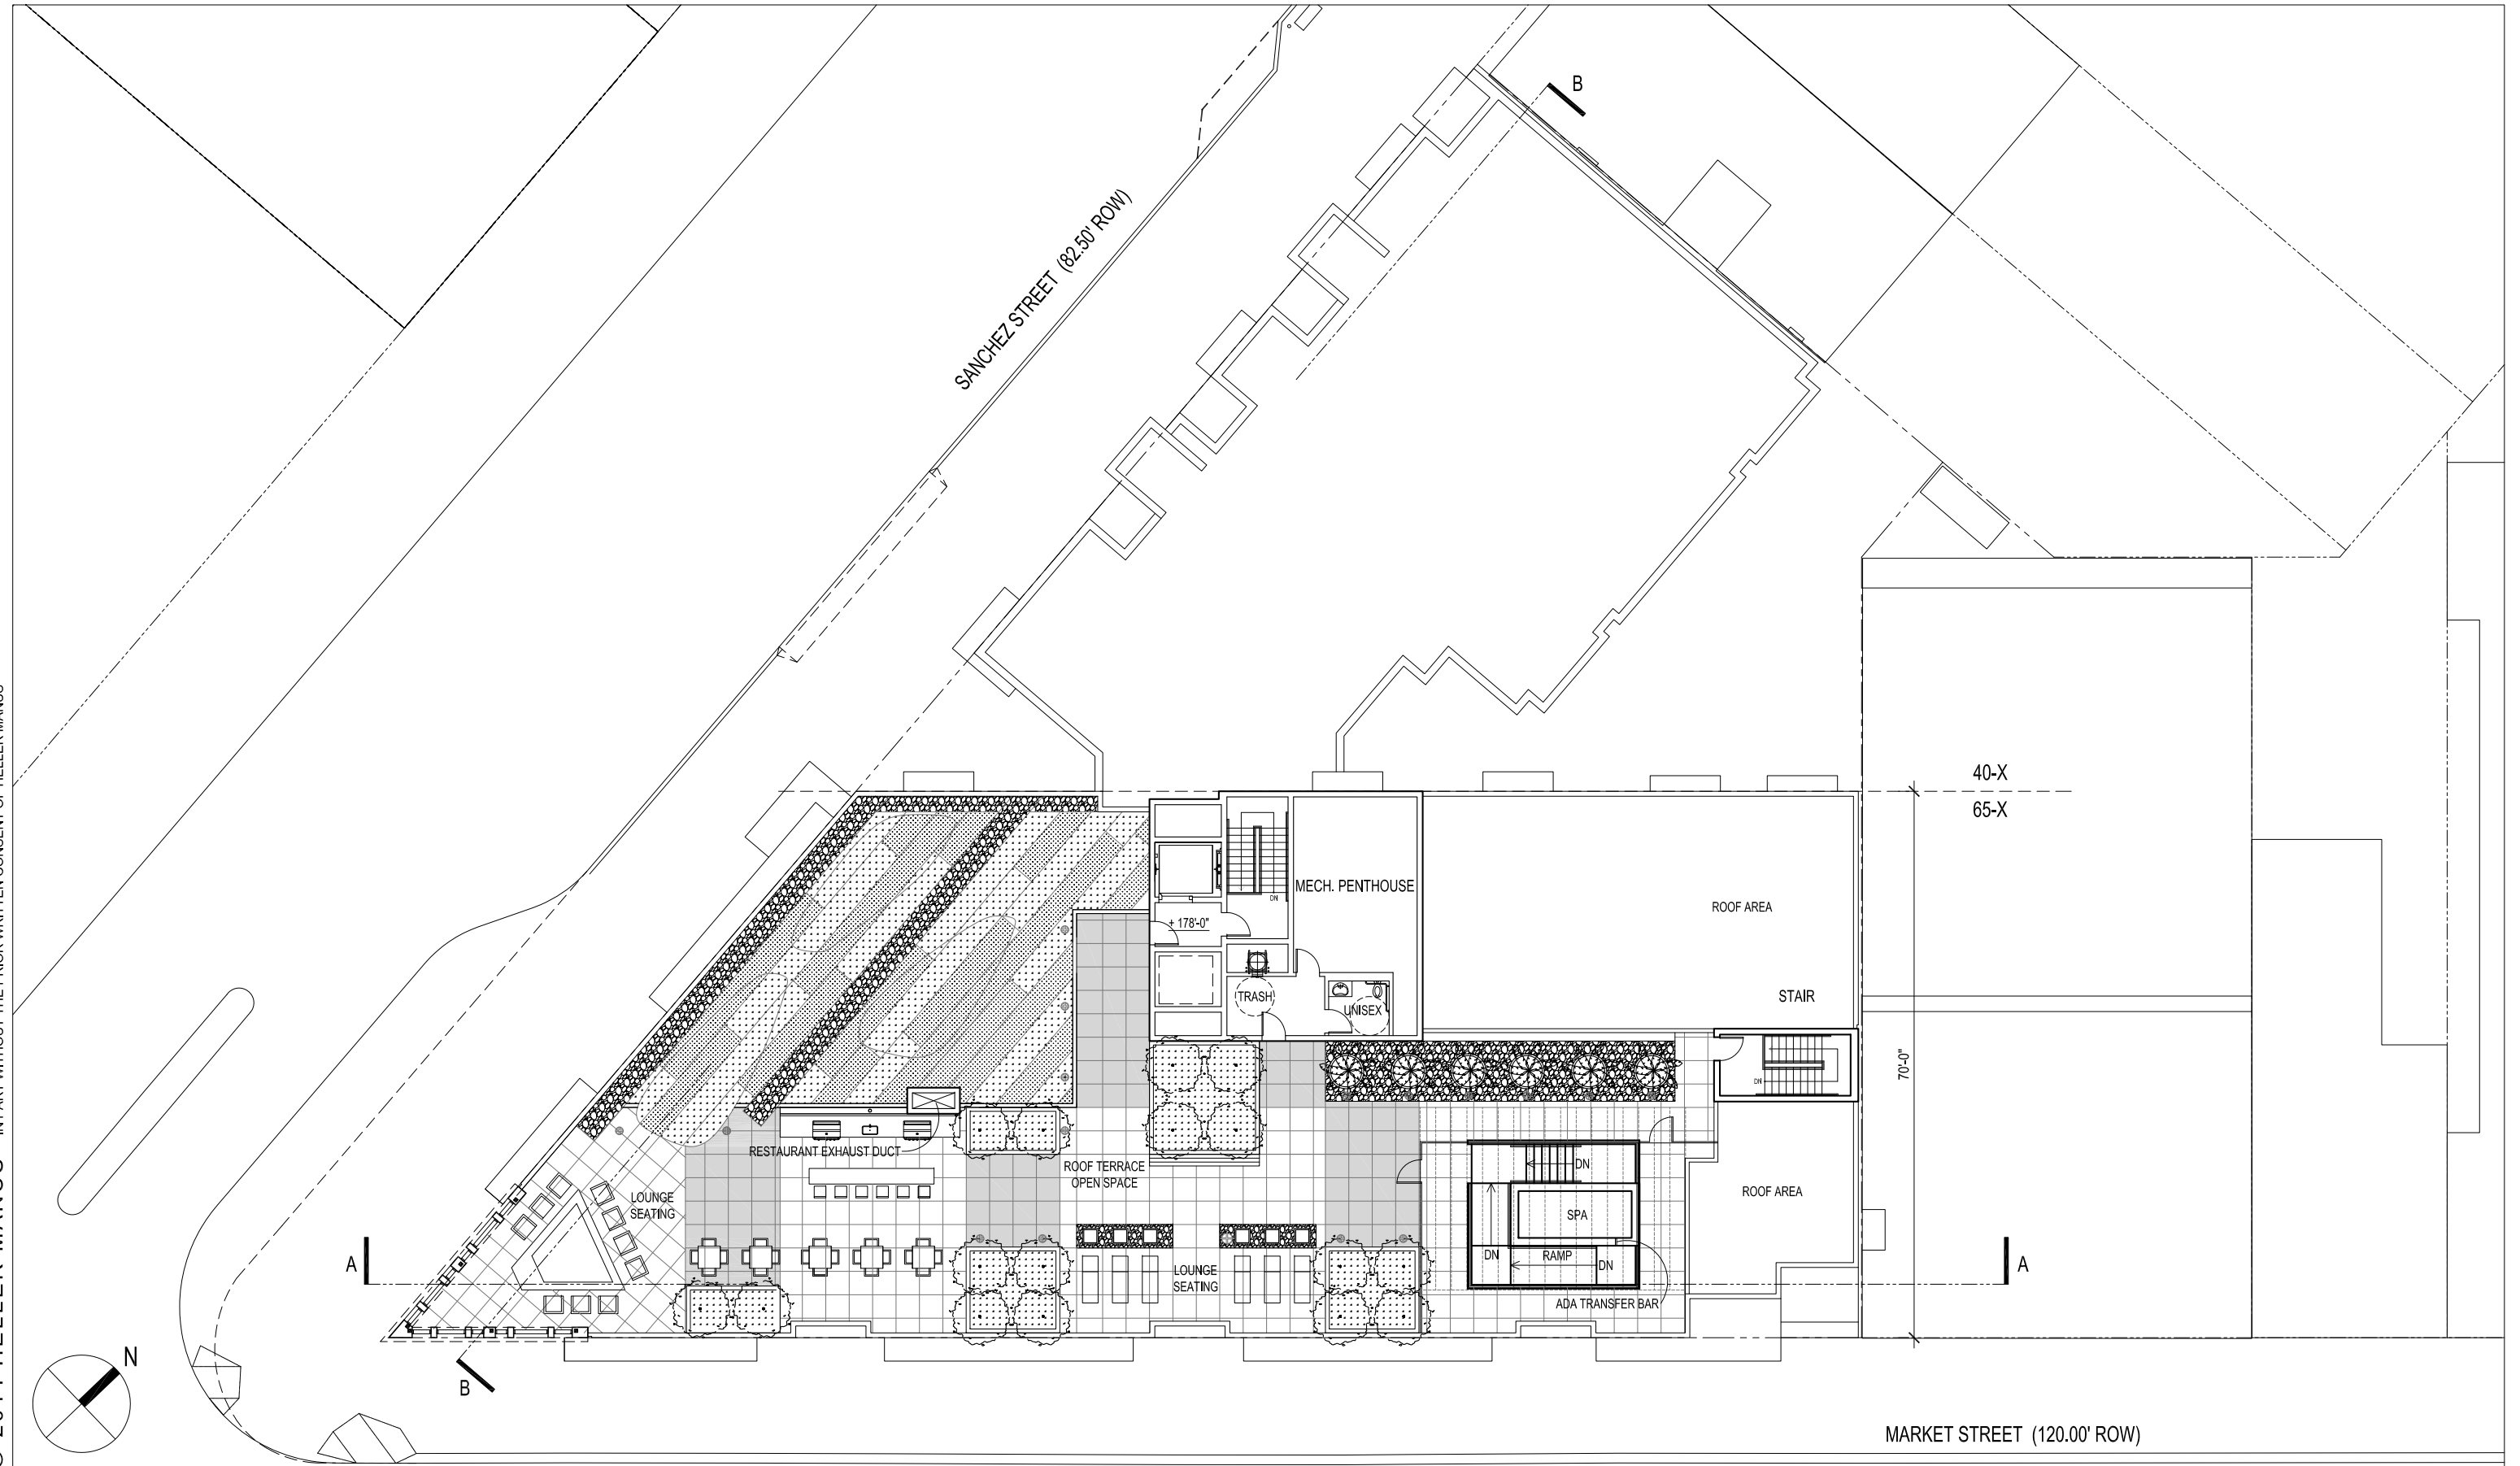 B
SANCHEZ STREET (82.50' ROW)
40-X
65-X
MECH. PENTHOUSE
ROOF AREA
DN
+ 178'-0"
TRASH
UNISEX
STAIR
DN
70'-0"
RESTAURANT EXHAUST DUCT
ROOF TERRACE
OPEN SPACE
LOUNGE
SEATING
DN
SPA
ROOF AREA
DN
RAMP
DN
A
LOUNGE
SEATING
A
ADA TRANSFER BAR
N
B
MARKET STREET (120.00' ROW)